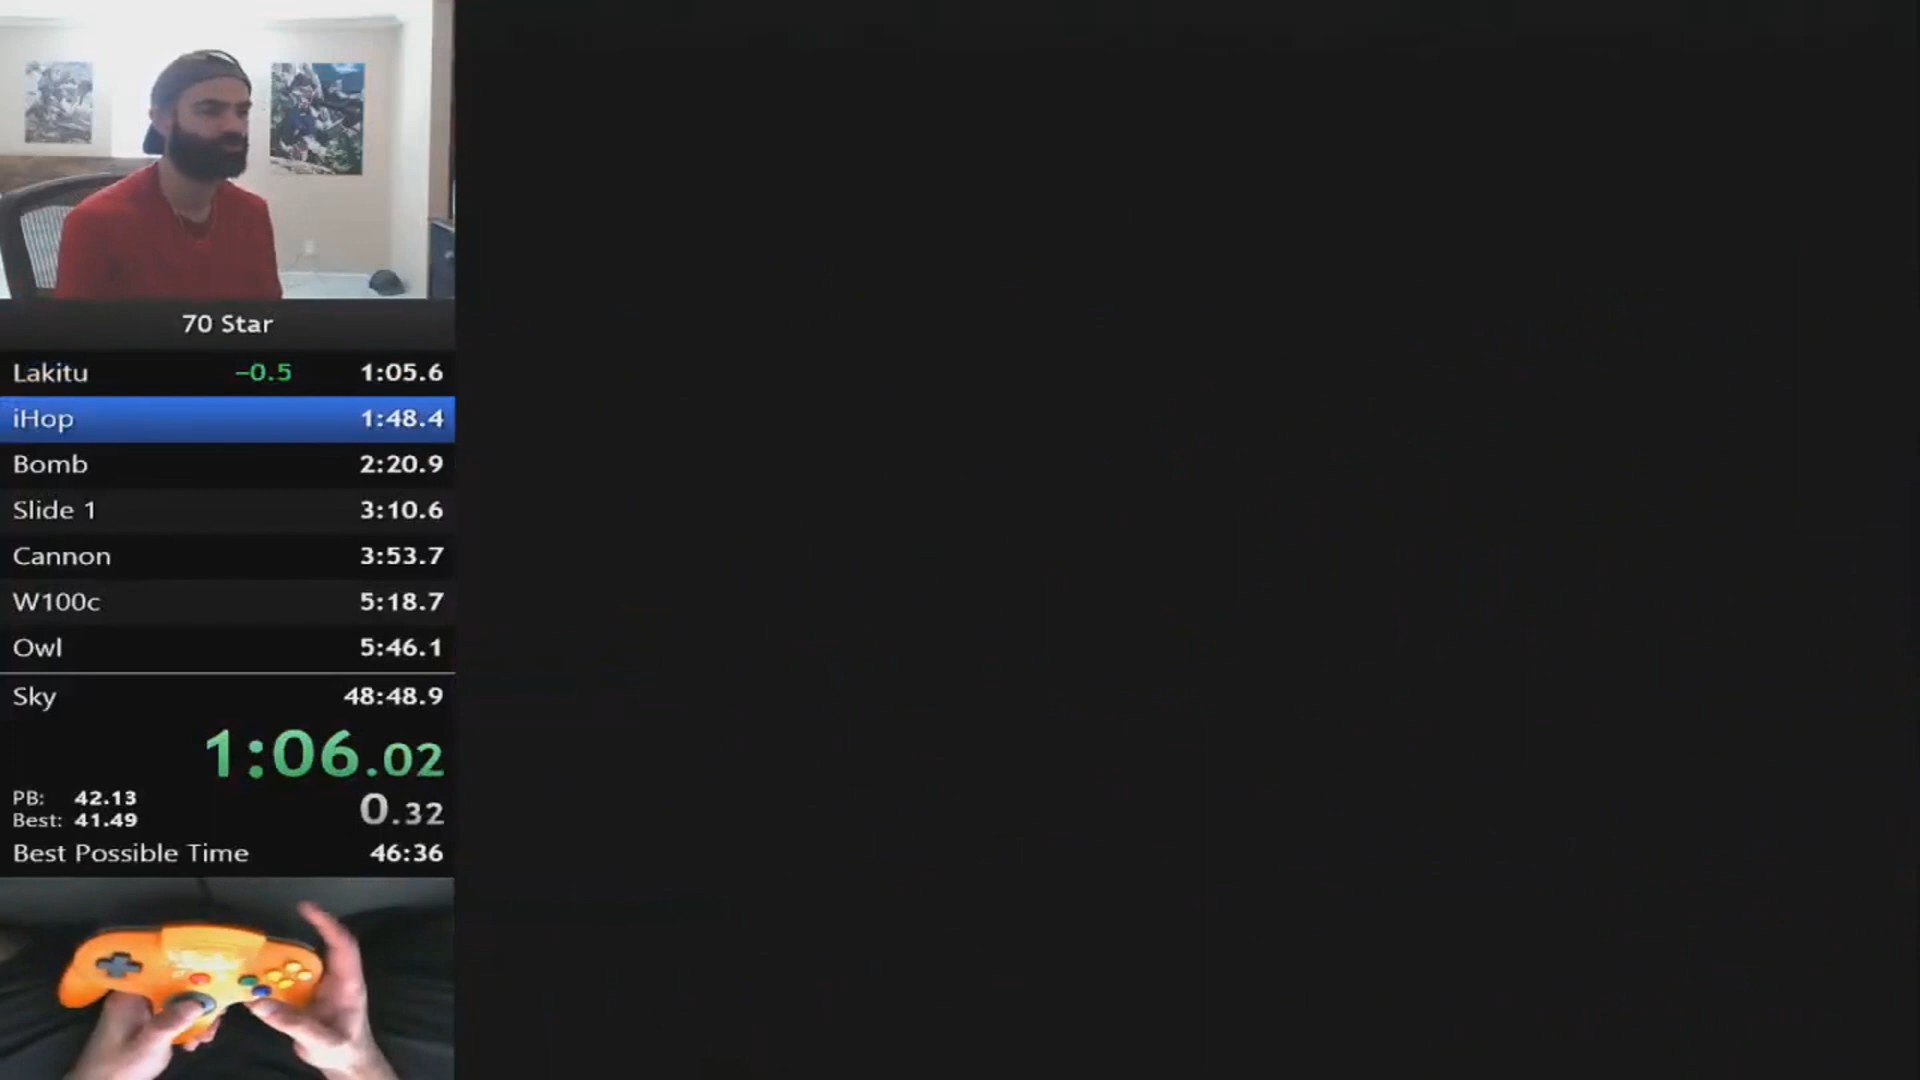 70 Star
Lakitu −0.5 1:05.6
iHop 1:48.4
Bomb 2:20.9
Slide 1 3:10.6
Cannon 3:53.7
W100c 5:18.7
Owl 5:46.1
Sky 48:48.9
1:06.02
PB: 42.13
Best: 41.49
0.32
Best Possible Time 46:36